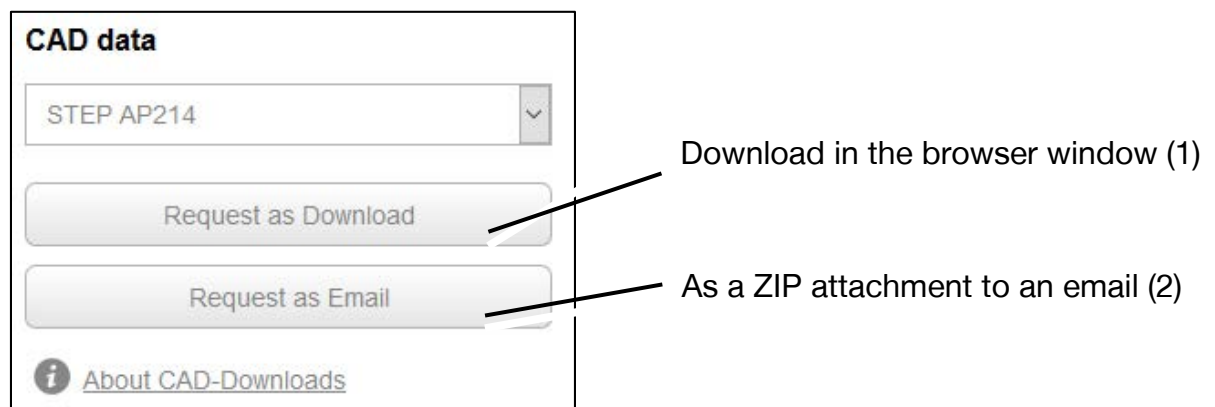 CAD data
STEP AP214
Download in the browser window (1)
Request as Download
As a ZIP attachment to an email (2)
Request as Email
i About CAD-Downloads